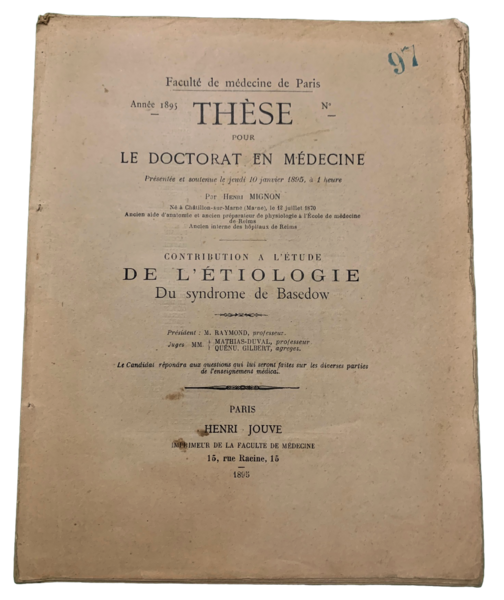 97
Faculté de médecine de Paris
Année 1895 THÈSE N°
POUR
LE DOCTORAT EN MÉDECINE
Présentée et soutenue le jeudi 10 janvier 1895, à 1 heure
Par Henri MIGNON
Né à Châtillon-sur-Marne (Marne), le 12 juillet 1870
Ancien aide d'anatomie et ancien préparateur de physiologie à l'École de médecine
de Reims
Ancien interne des hôpitaux de Reims
CONTRIBUTION A L'ÉTUDE
DE L'ÉTIOLOGIE
Du syndrome de Basedow
Président : M. RAYMOND, professeur.
Juges MM. } MATHIAS-DUVAL, professeur
QUÉNU, GILBERT, agrégés.
Le Candidat répondra aux questions qui lui seront faites sur les diverses parties
de l'enseignement médical.
PARIS
HENRI JOUVE
IMPRIMEUR DE LA FACULTÉ DE MÉDECINE
15, rue Racine, 15
1895